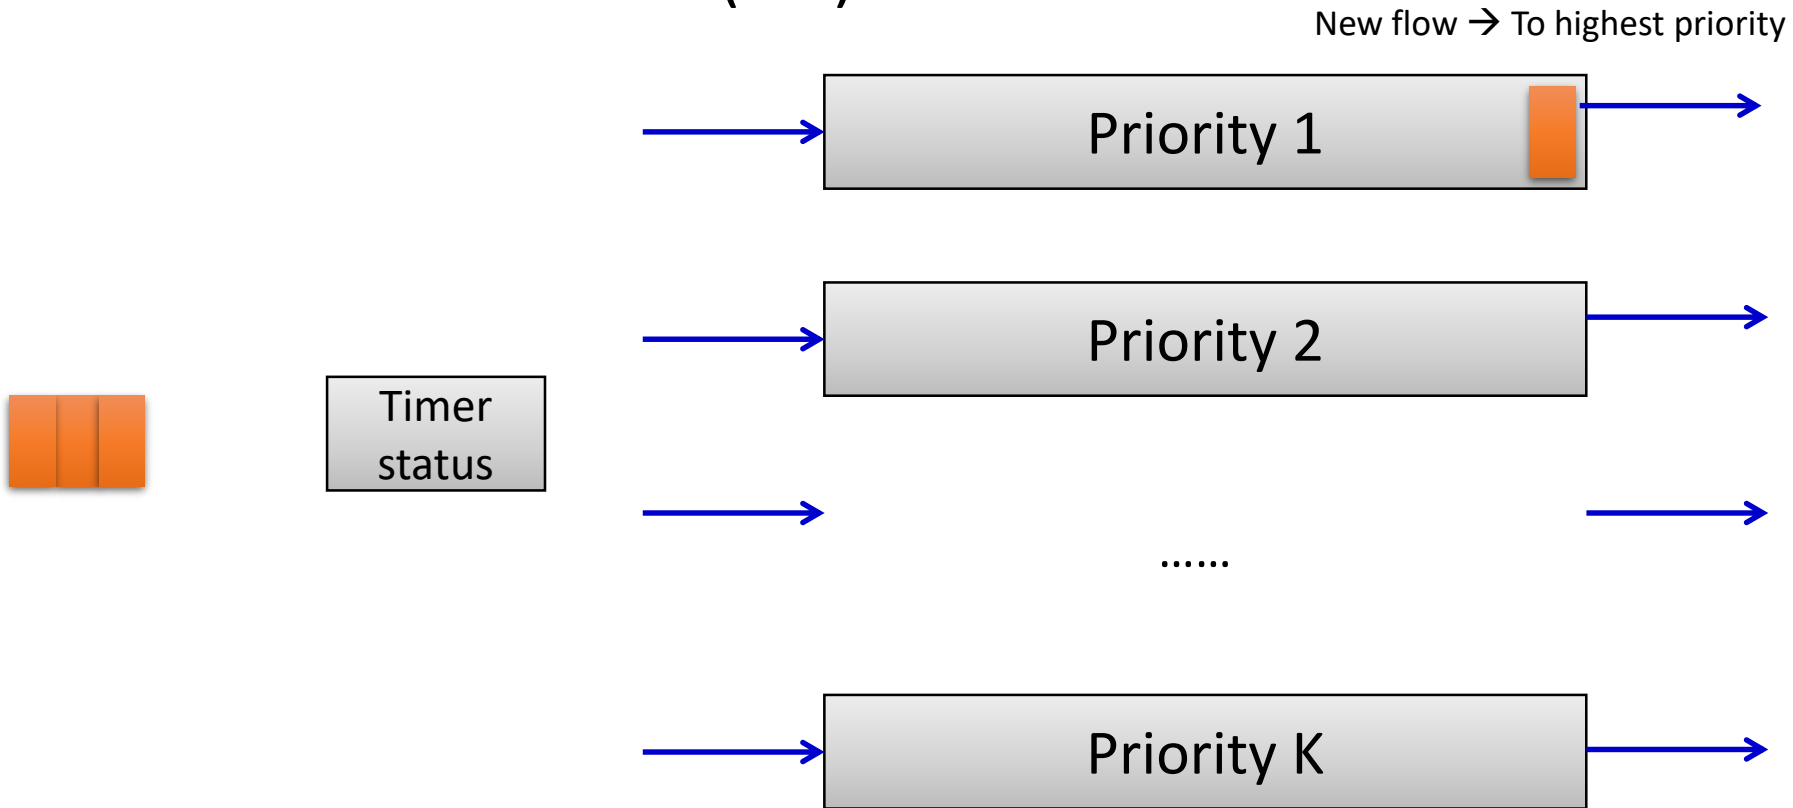 New flow → To highest priority
Priority 1
Priority 2
Timer
status
......
Priority K